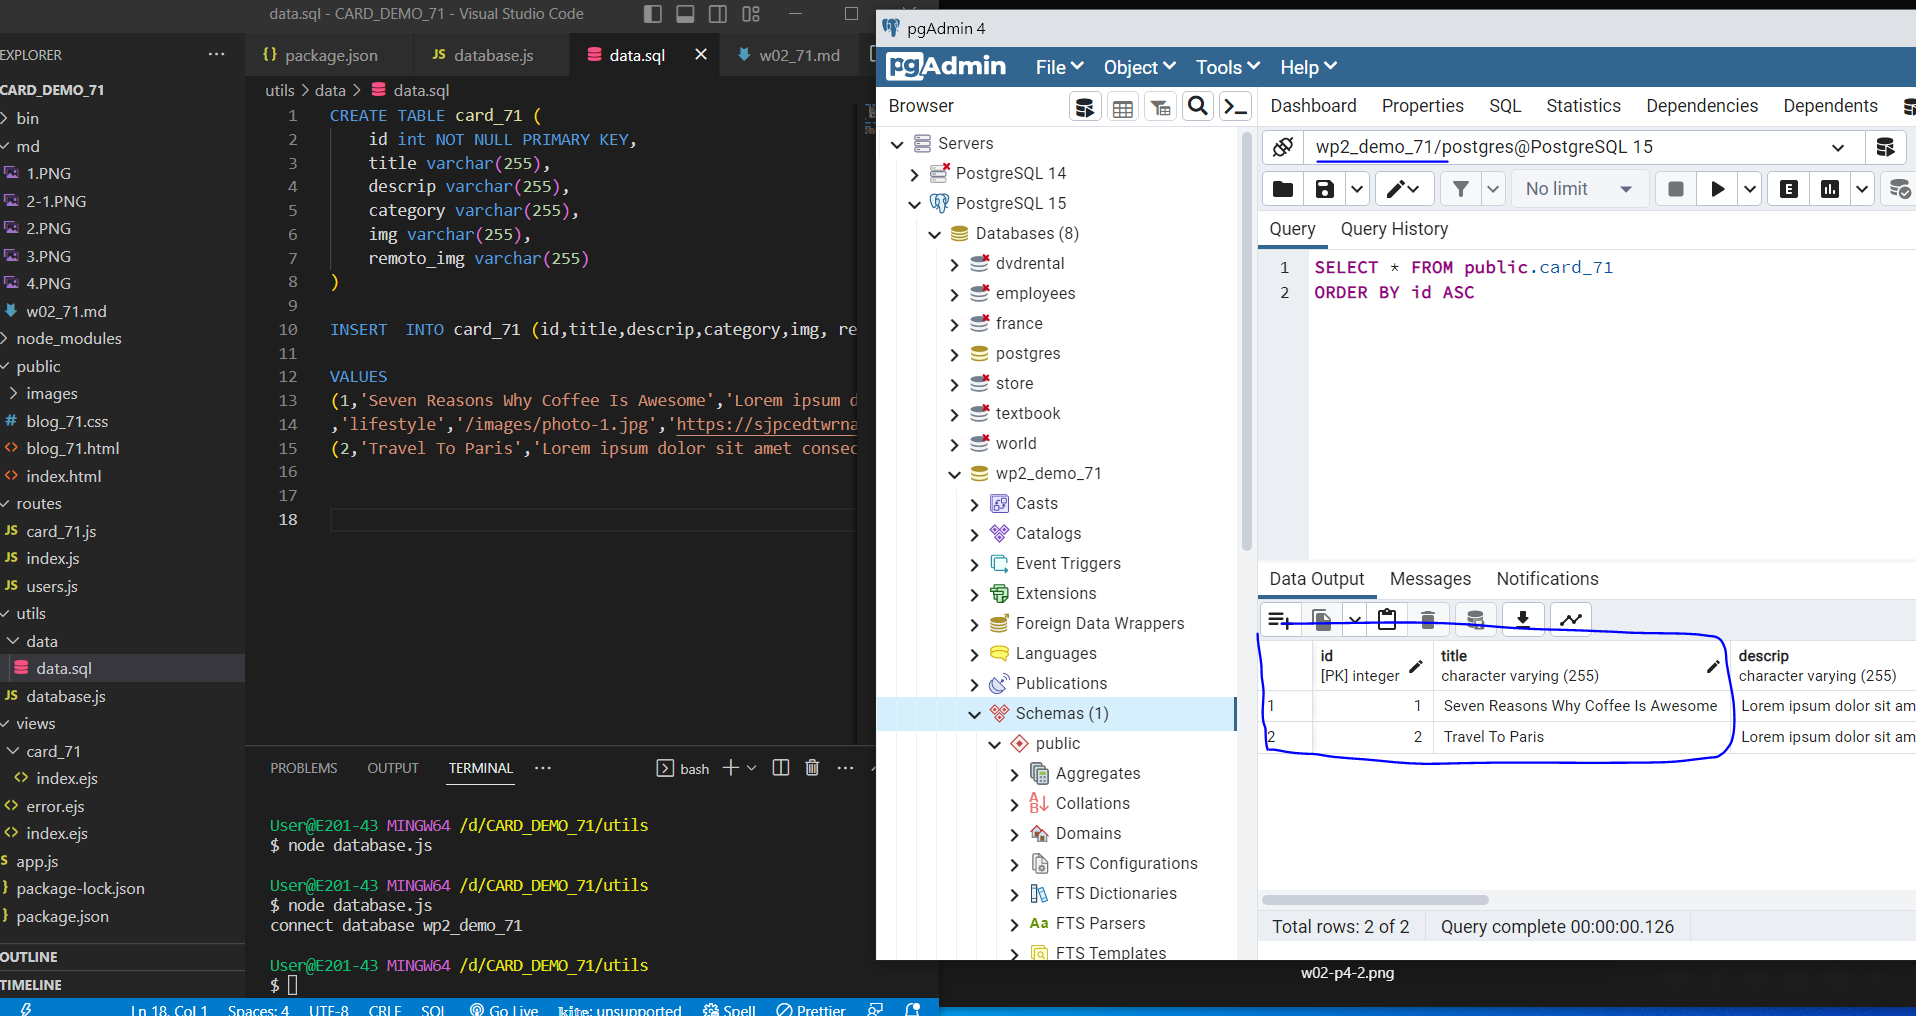 data.sql - CARD_DEMO_71 - Visual Studio Code
EXPLORER
CARD_DEMO_71
bin
md
1.PNG
2-1.PNG
2.PNG
3.PNG
4.PNG
w02_71.md
node_modules
public
images
blog_71.css
blog_71.html
index.html
routes
card_71.js
index.js
users.js
utils
data
data.sql
database.js
views
card_71
index.ejs
error.ejs
index.ejs
app.js
package-lock.json
package.json
OUTLINE
TIMELINE
package.json
database.js
data.sql
w02_71.md
utils > data > data.sql
1 CREATE TABLE card_71 (
2 id int NOT NULL PRIMARY KEY,
3 title varchar(255),
4 descrip varchar(255),
5 category varchar(255),
6 img varchar(255),
7 remoto_img varchar(255)
8 )
9
10 INSERT  INTO card_71 (id,title,descrip,category,img, re
11
12 VALUES
13 (1,'Seven Reasons Why Coffee Is Awesome','Lorem ipsum d
14 ,'lifestyle','/images/photo-1.jpg','https://sjpcedtwrna
15 (2,'Travel To Paris','Lorem ipsum dolor sit amet consec
16
17
18
PROBLEMS OUTPUT TERMINAL ··· bash
User@E201-43 MINGW64 /d/CARD_DEMO_71/utils
$ node database.js
User@E201-43 MINGW64 /d/CARD_DEMO_71/utils
$ node database.js
connect database wp2_demo_71
User@E201-43 MINGW64 /d/CARD_DEMO_71/utils
$
Ln 18, Col 1 Spaces: 4 UTF-8 CRLF SQL Go Live kite: unsupported Spell Prettier
pgAdmin 4
pgAdmin File Object Tools Help
Browser
Servers
PostgreSQL 14
PostgreSQL 15
Databases (8)
dvdrental
employees
france
postgres
store
textbook
world
wp2_demo_71
Casts
Catalogs
Event Triggers
Extensions
Foreign Data Wrappers
Languages
Publications
Schemas (1)
public
Aggregates
Collations
Domains
FTS Configurations
FTS Dictionaries
FTS Parsers
FTS Templates
Dashboard Properties SQL Statistics Dependencies Dependents
wp2_demo_71/postgres@PostgreSQL 15
No limit
Query Query History
1 SELECT * FROM public.card_71
2 ORDER BY id ASC
Data Output Messages Notifications
id
[PK] integer
title
character varying (255)
descrip
character varying (255)
1 1 Seven Reasons Why Coffee Is Awesome Lorem ipsum dolor sit am
2 2 Travel To Paris Lorem ipsum dolor sit am
Total rows: 2 of 2 Query complete 00:00:00.126
w02-p4-2.png